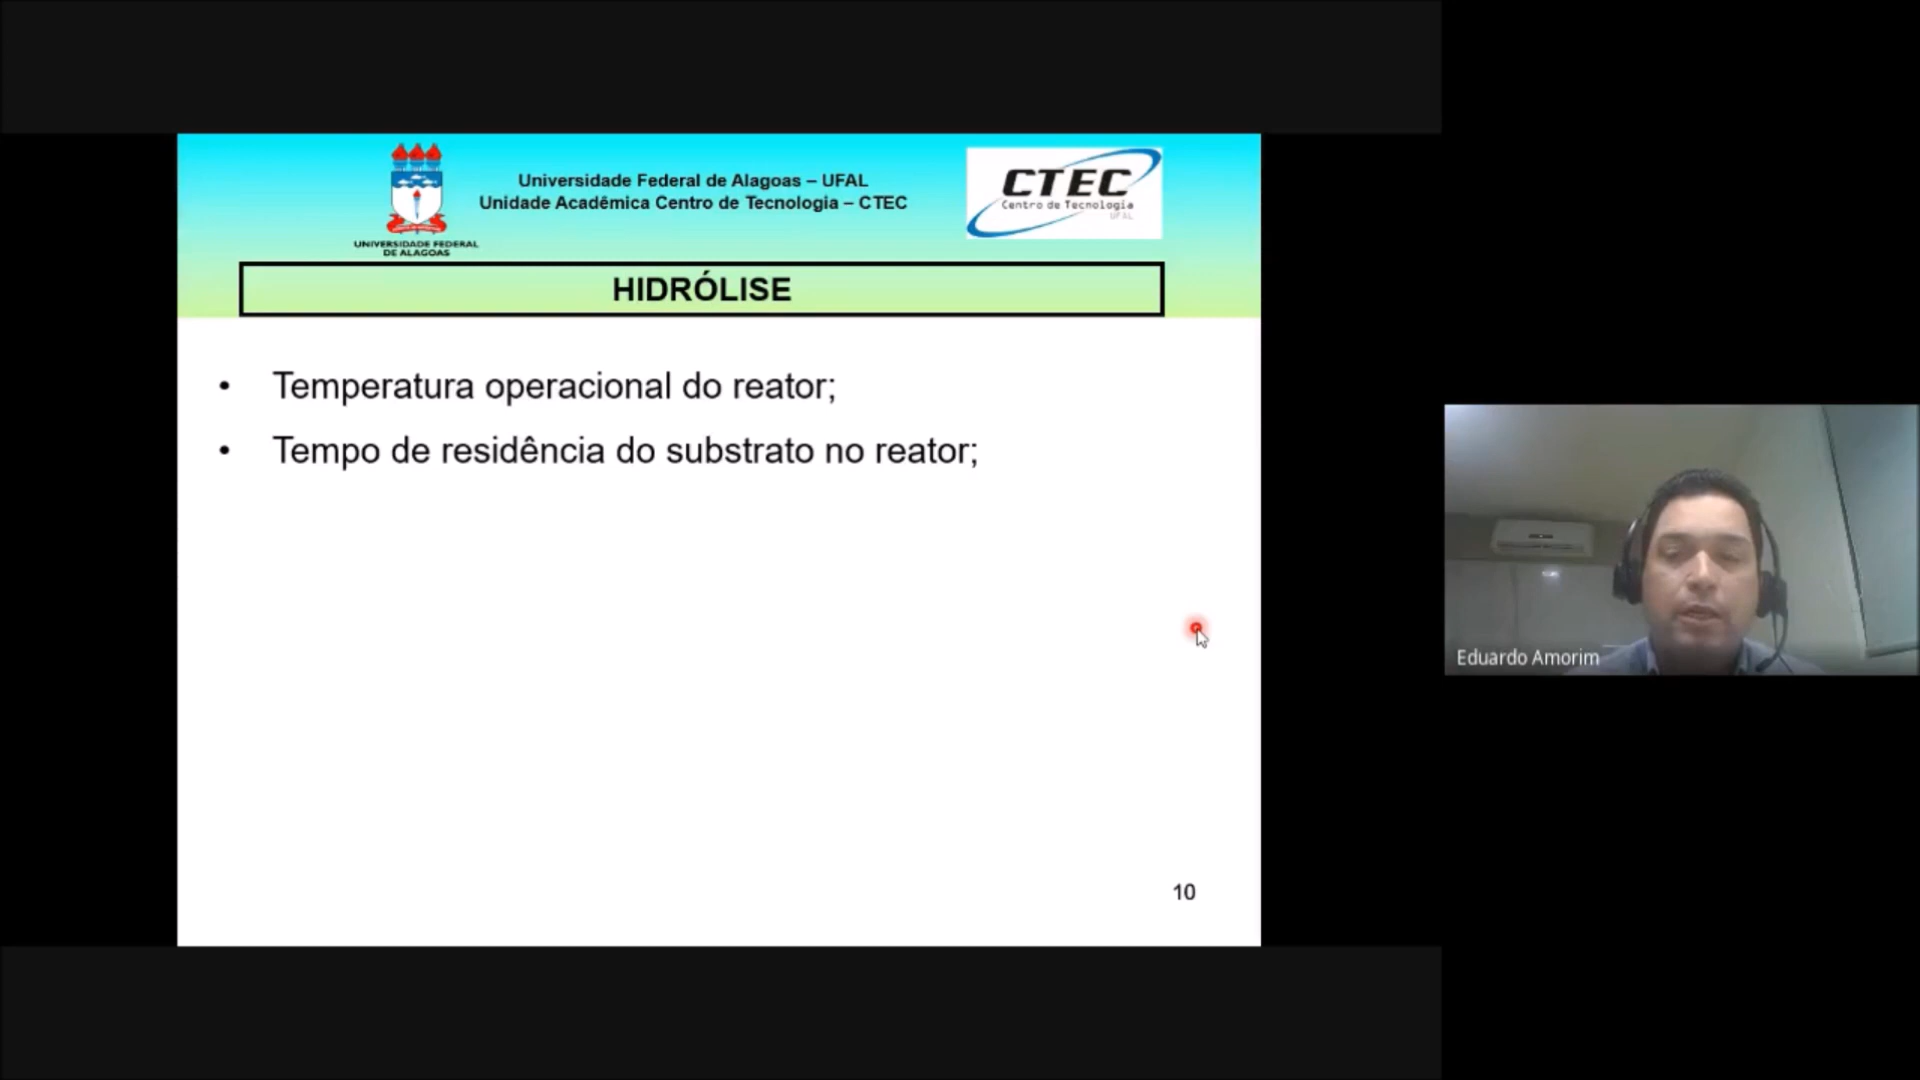 Universidade Federal de Alagoas – UFAL
Unidade Acadêmica Centro de Tecnologia – CTEC
UNIVERSIDADE FEDERAL
DE ALAGOAS
CTEC
Centro de Tecnologia
UFAL
HIDRÓLISE
• Temperatura operacional do reator;
• Tempo de residência do substrato no reator;
Eduardo Amorim
10